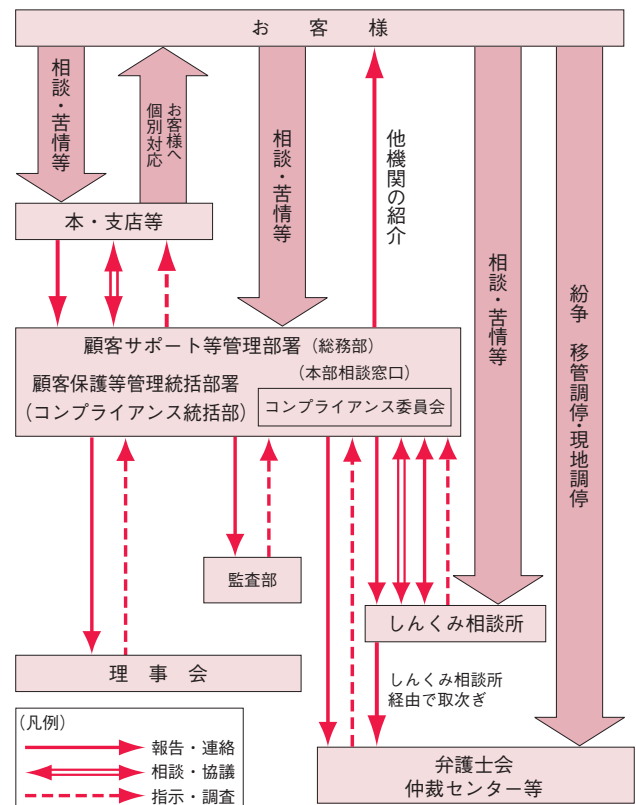 お客様
相談・苦情等
お客様へ
個別対応
相談・苦情等
他機関の紹介
相談・苦情等
紛争 移管調停・現地調停
本・支店等
顧客サポート等管理部署（総務部）
（本部相談窓口）
顧客保護等管理統括部署
（コンプライアンス統括部）
コンプライアンス委員会
監査部
しんくみ相談所
理事会
しんくみ相談所
経由で取次ぎ
弁護士会
仲裁センター等
（凡例）
報告・連絡
相談・協議
指示・調査